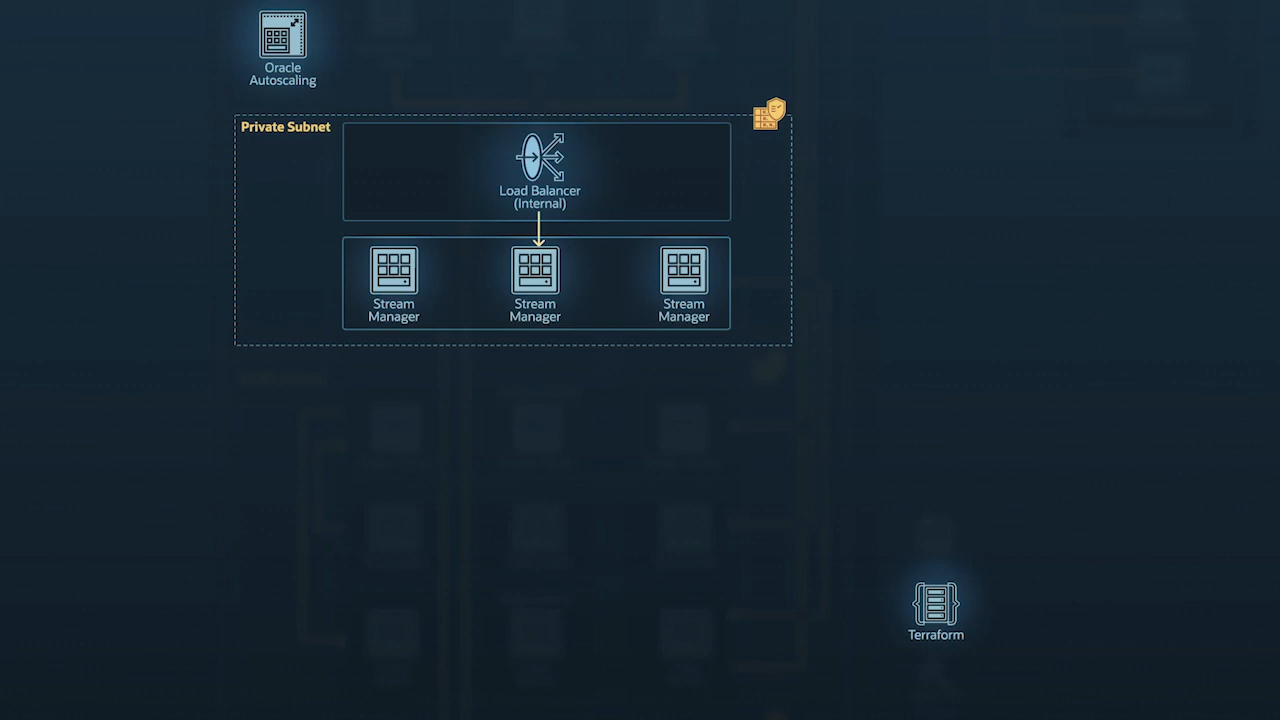 Oracle
Autoscaling
Private Subnet
Load Balancer
(Internal)
Stream
Manager
Stream
Manager
Stream
Manager
Terraform